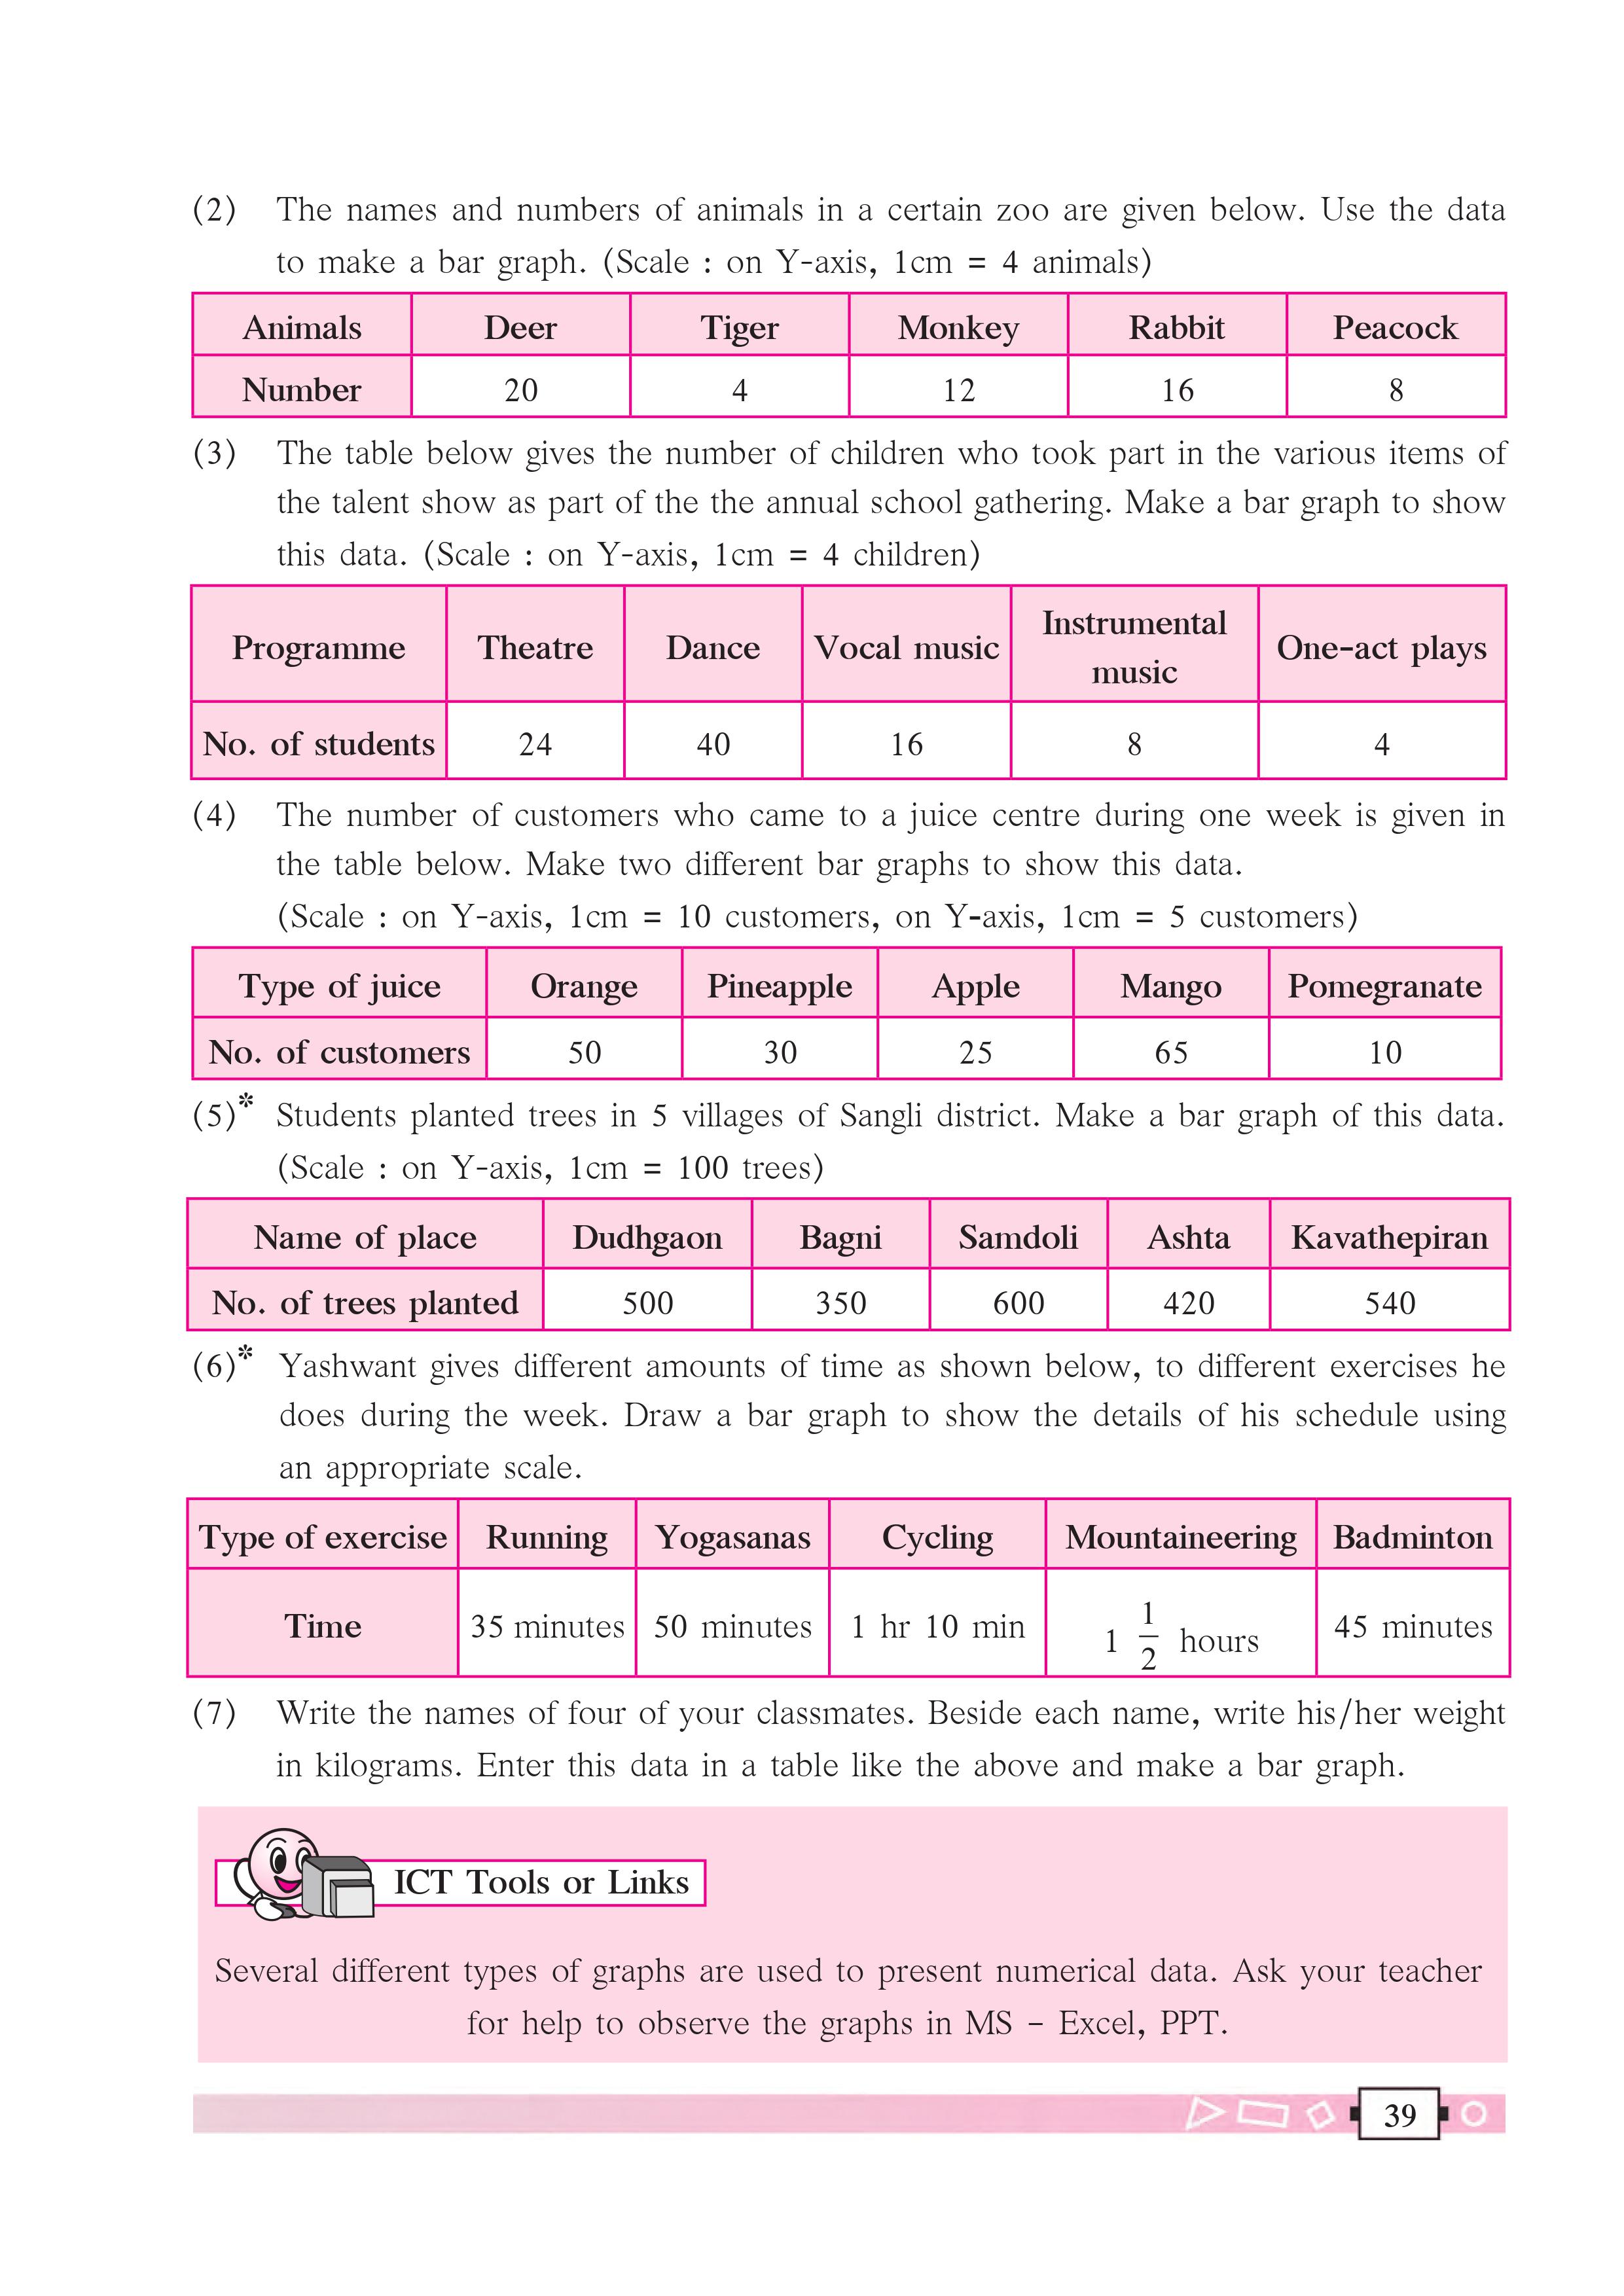 (2) The names and numbers of animals in a certain zoo are given below. Use the data
to make a bar graph. (Scale : on Y-axis, 1cm = 4 animals)
Animals Deer Tiger Monkey Rabbit Peacock
Number 20 4 12 16 8
(3) The table below gives the number of children who took part in the various items of
the talent show as part of the the annual school gathering. Make a bar graph to show
this data. (Scale : on Y-axis, 1cm = 4 children)
Programme Theatre Dance Vocal music Instrumental music One-act plays
No. of students 24 40 16 8 4
(4) The number of customers who came to a juice centre during one week is given in
the table below. Make two different bar graphs to show this data.
(Scale : on Y-axis, 1cm = 10 customers, on Y-axis, 1cm = 5 customers)
Type of juice Orange Pineapple Apple Mango Pomegranate
No. of customers 50 30 25 65 10
(5)* Students planted trees in 5 villages of Sangli district. Make a bar graph of this data.
(Scale : on Y-axis, 1cm = 100 trees)
Name of place Dudhgaon Bagni Samdoli Ashta Kavathepiran
No. of trees planted 500 350 600 420 540
(6)* Yashwant gives different amounts of time as shown below, to different exercises he
does during the week. Draw a bar graph to show the details of his schedule using
an appropriate scale.
Type of exercise Running Yogasanas Cycling Mountaineering Badminton
Time 35 minutes 50 minutes 1 hr 10 min 1 1/2 hours 45 minutes
(7) Write the names of four of your classmates. Beside each name, write his/her weight
in kilograms. Enter this data in a table like the above and make a bar graph.
ICT Tools or Links
Several different types of graphs are used to present numerical data. Ask your teacher
for help to observe the graphs in MS – Excel, PPT.
39